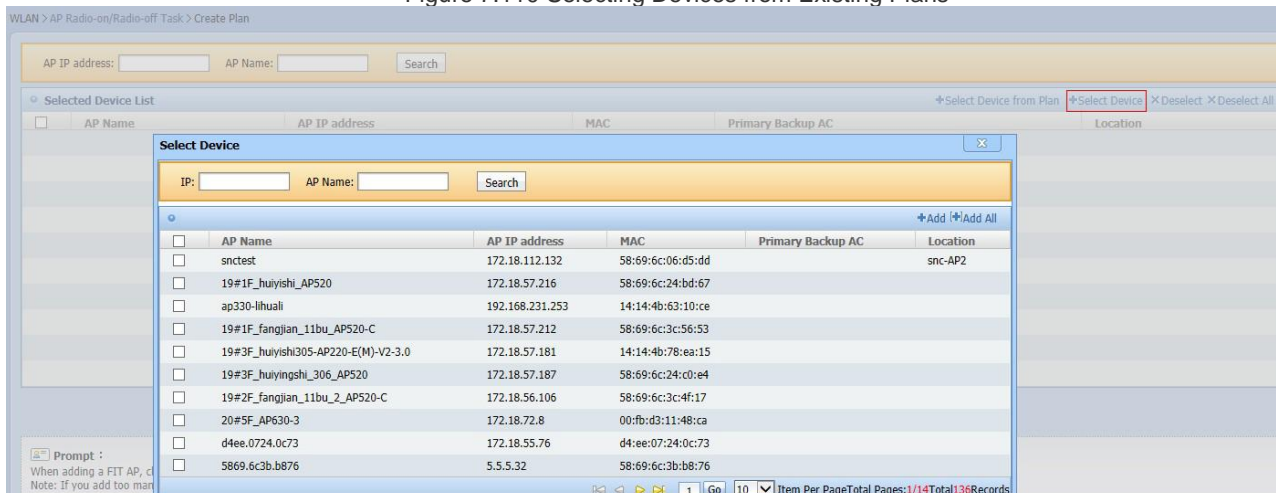 WLAN > AP Radio-on/Radio-off Task > Create Plan
AP IP address: AP Name: Search
Selected Device List +Select Device from Plan +Select Device ×Deselect ×Deselect All
AP Name AP IP address MAC Primary Backup AC Location
Select Device
IP: AP Name: Search
+Add +Add All
AP Name AP IP address MAC Primary Backup AC Location
snctest 172.18.112.132 58:69:6c:06:d5:dd snc-AP2
19#1F_huiyishi_AP520 172.18.57.216 58:69:6c:24:bd:67
ap330-lihuali 192.168.231.253 14:14:4b:63:10:ce
19#1F_fangjian_11bu_AP520-C 172.18.57.212 58:69:6c:3c:56:53
19#3F_huiyishi305-AP220-E(M)-V2-3.0 172.18.57.181 14:14:4b:78:ea:15
19#3F_huiyingshi_306_AP520 172.18.57.187 58:69:6c:24:c0:e4
19#2F_fangjian_11bu_2_AP520-C 172.18.56.106 58:69:6c:3c:4f:17
20#5F_AP630-3 172.18.72.8 00:fb:d3:11:48:ca
d4ee.0724.0c73 172.18.55.76 d4:ee:07:24:0c:73
5869.6c3b.b876 5.5.5.32 58:69:6c:3b:b8:76
1 Go 10 Item Per PageTotal Pages:1/14Total136Records
Prompt :
When adding a FIT AP, cl
Note: If you add too man